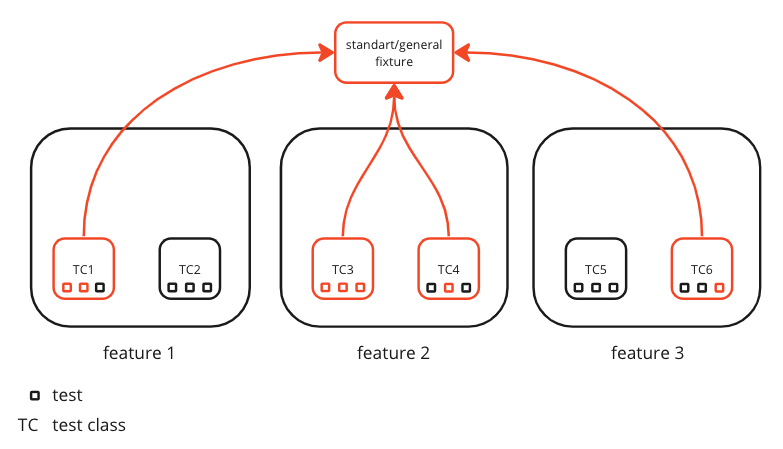 standart/general
fixture
TC1
TC2
TC3
TC4
TC5
TC6
feature 1
feature 2
feature 3
test
TC test class